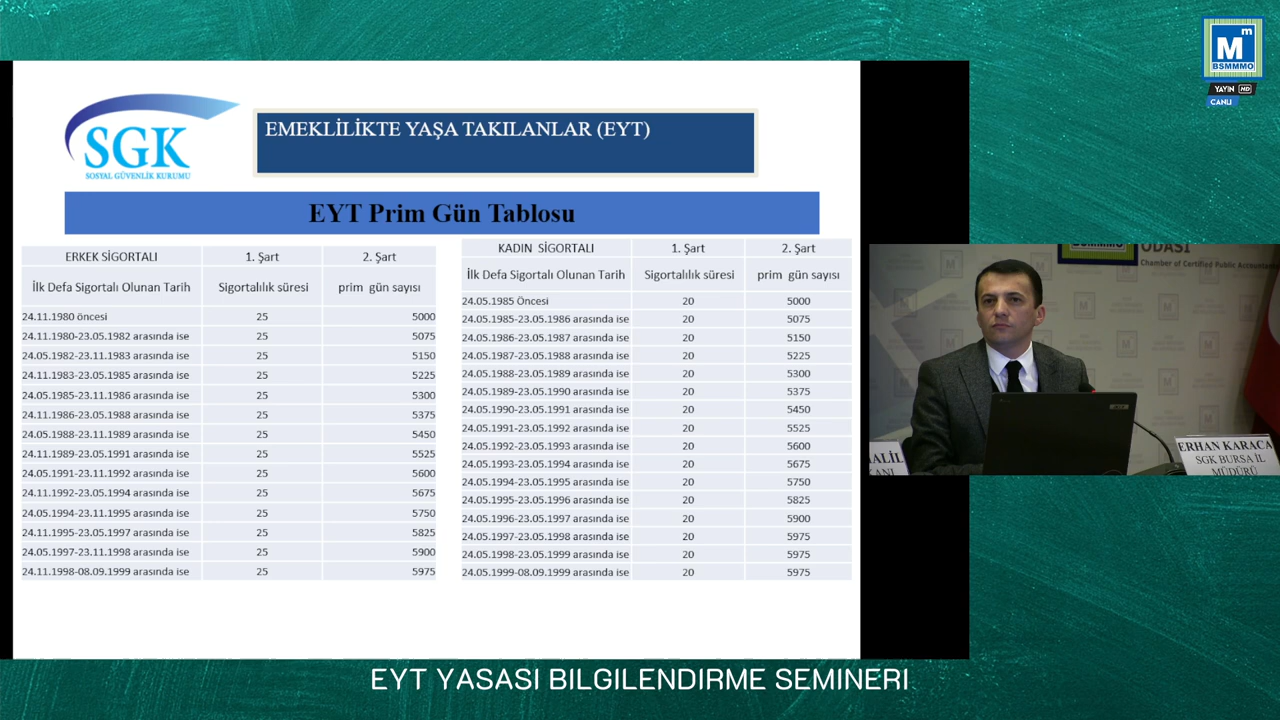 Mm
BSMMMO
YAYIN HD
CANLI
SGK
SOSYAL GÜVENLİK KURUMU
EMEKLİLİKTE YAŞA TAKILANLAR (EYT)
EYT Prim Gün Tablosu
ERKEK SİGORTALI 1. Şart 2. Şart
İlk Defa Sigortalı Olunan Tarih Sigortalılık süresi prim gün sayısı
24.11.1980 öncesi 25 5000
24.11.1980-23.05.1982 arasında ise 25 5075
24.05.1982-23.11.1983 arasında ise 25 5150
24.11.1983-23.05.1985 arasında ise 25 5225
24.05.1985-23.11.1986 arasında ise 25 5300
24.11.1986-23.05.1988 arasında ise 25 5375
24.05.1988-23.11.1989 arasında ise 25 5450
24.11.1989-23.05.1991 arasında ise 25 5525
24.05.1991-23.11.1992 arasında ise 25 5600
24.11.1992-23.05.1994 arasında ise 25 5675
24.05.1994-23.11.1995 arasında ise 25 5750
24.11.1995-23.05.1997 arasında ise 25 5825
24.05.1997-23.11.1998 arasında ise 25 5900
24.11.1998-08.09.1999 arasında ise 25 5975
KADIN SİGORTALI 1. Şart 2. Şart
İlk Defa Sigortalı Olunan Tarih Sigortalılık süresi prim gün sayısı
24.05.1985 Öncesi 20 5000
24.05.1985-23.05.1986 arasında ise 20 5075
24.05.1986-23.05.1987 arasında ise 20 5150
24.05.1987-23.05.1988 arasında ise 20 5225
24.05.1988-23.05.1989 arasında ise 20 5300
24.05.1989-23.05.1990 arasında ise 20 5375
24.05.1990-23.05.1991 arasında ise 20 5450
24.05.1991-23.05.1992 arasında ise 20 5525
24.05.1992-23.05.1993 arasında ise 20 5600
24.05.1993-23.05.1994 arasında ise 20 5675
24.05.1994-23.05.1995 arasında ise 20 5750
24.05.1995-23.05.1996 arasında ise 20 5825
24.05.1996-23.05.1997 arasında ise 20 5900
24.05.1997-23.05.1998 arasında ise 20 5975
24.05.1998-23.05.1999 arasında ise 20 5975
24.05.1999-08.09.1999 arasında ise 20 5975
BSMMMO
ODASI
Chamber of Certified Public Accountants
ERHAN KARACA
SGK BURSA İL
MÜDÜRÜ
EYT YASASI BILGILENDIRME SEMINERI